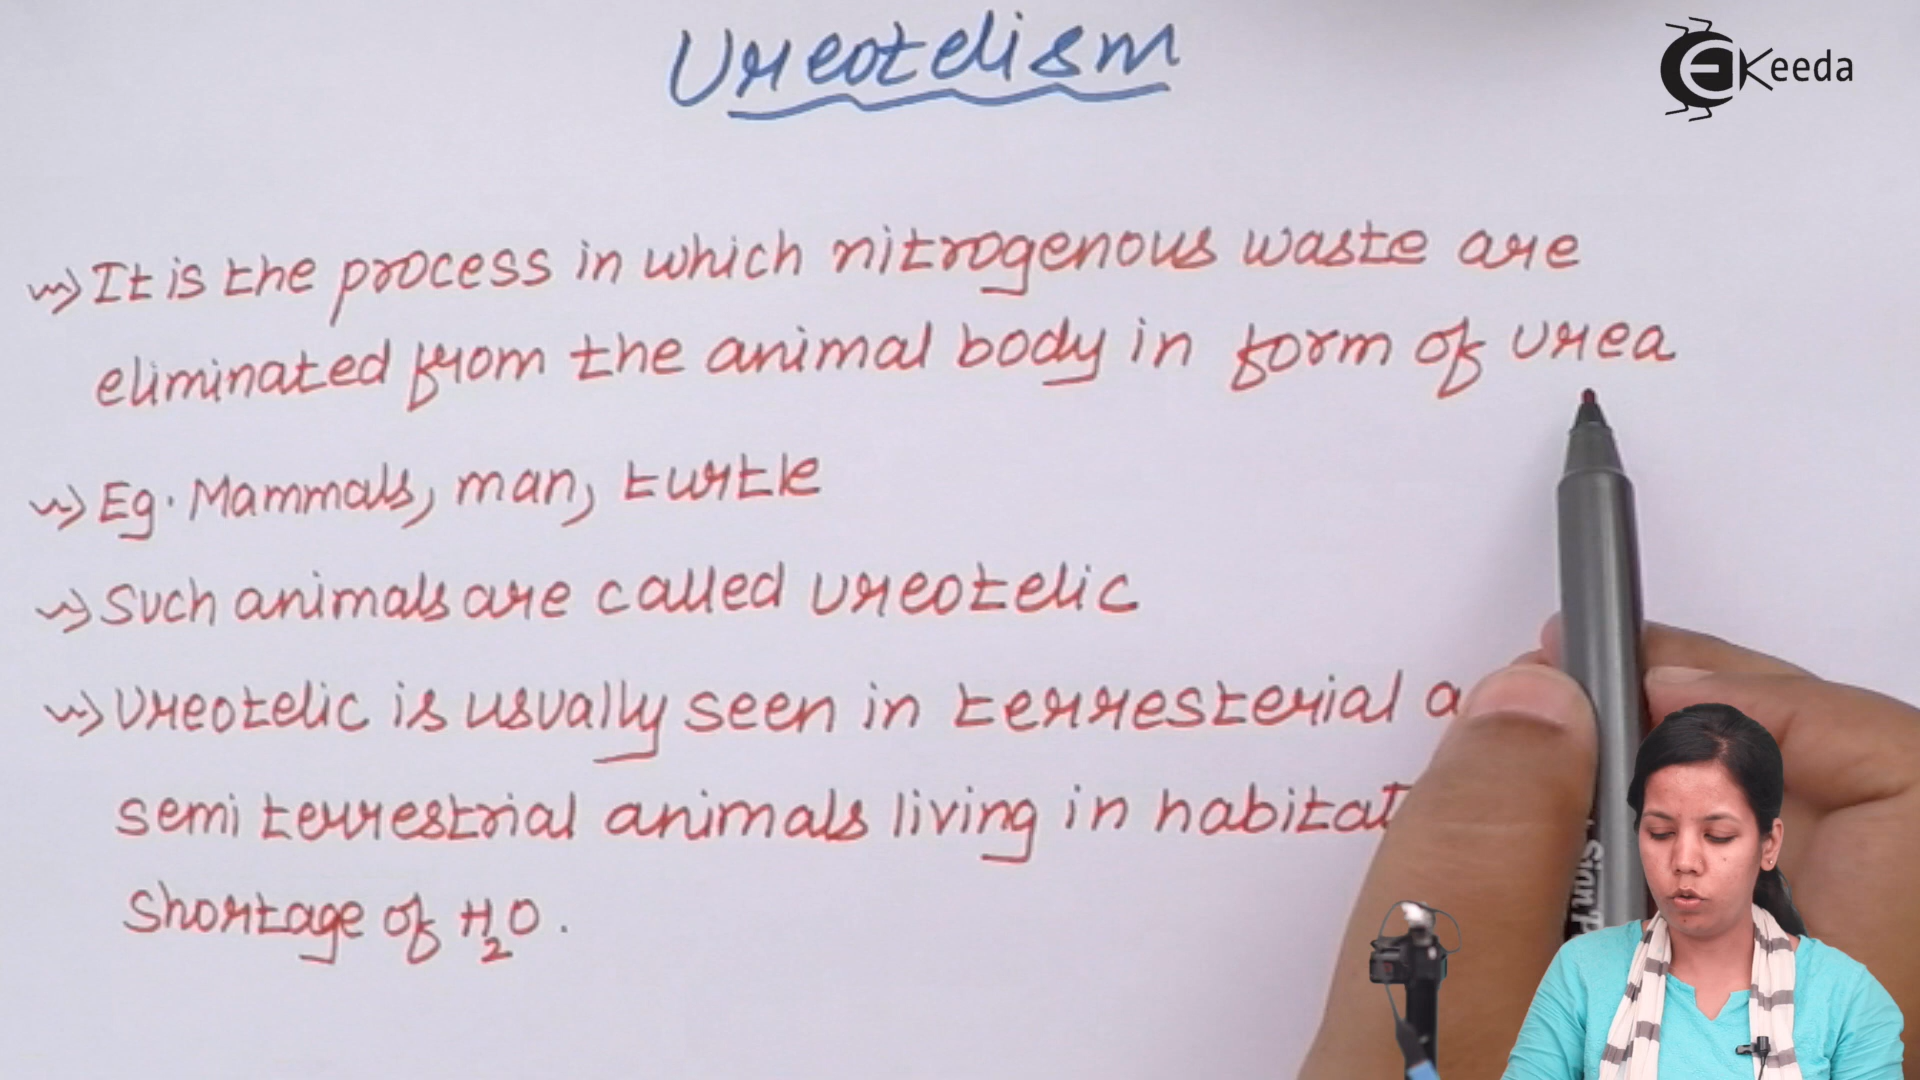 Ureotelism
EKeeda
It is the process in which nitrogenous waste are
eliminated from the animal body in form of urea
Eg. Mammals, man, turtle
Such animals are called ureotelic
Ureotelic is usually seen in terresterial
semi terrestrial animals living in habitat
Shortage of H₂O.